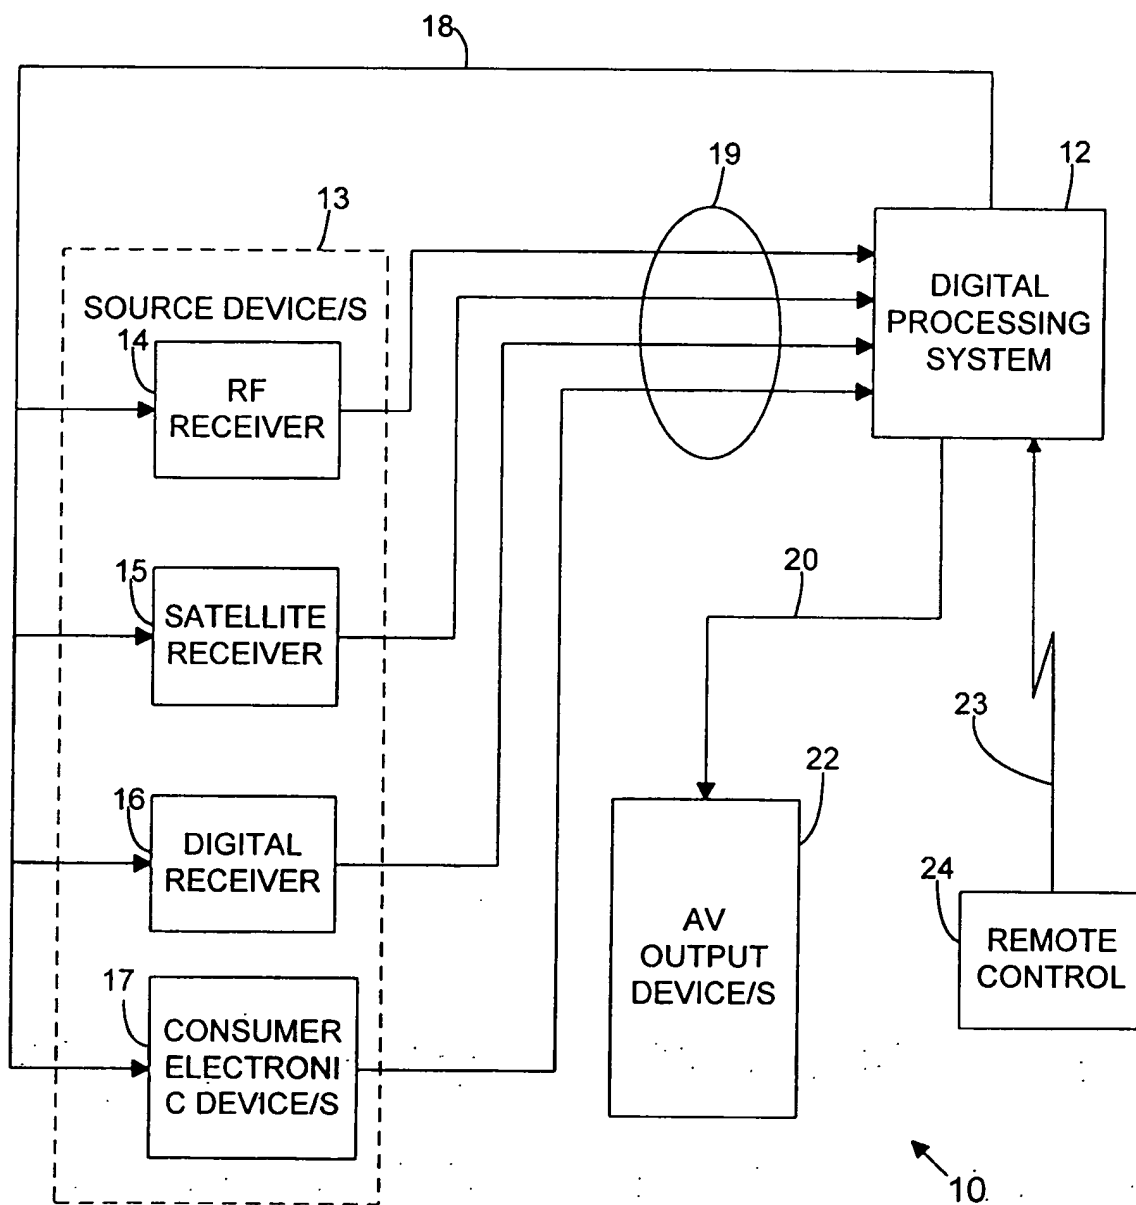 18
19
12
13
SOURCE DEVICE/S
DIGITAL
PROCESSING
SYSTEM
14
RF
RECEIVER
15
SATELLITE
RECEIVER
20
23
16
DIGITAL
RECEIVER
22
AV
OUTPUT
DEVICE/S
24
REMOTE
CONTROL
17
CONSUMER
ELECTRONI
C DEVICE/S
10